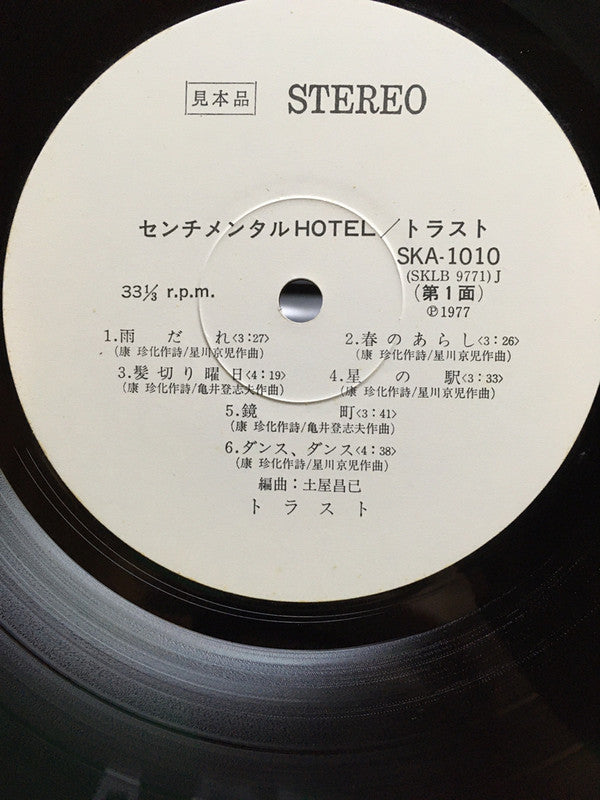 見本品 STEREO
センチメンタルHOTEL／トラスト
SKA-1010
(SKLB 9771)J
33⅓ r.p.m.
(第1面)
℗1977
1.雨だれ<3:27>
(康 珍化作詩/星川京児作曲)
2.春のあらし<3:26>
(康 珍化作詩/星川京児作曲)
3.髪切り曜日<4:19>
(康 珍化作詩/亀井登志夫作曲)
4.星の駅<3:33>
(康 珍化作詩/星川京児作曲)
5.鏡町<3:41>
(康 珍化作詩/亀井登志夫作曲)
6.ダンス、ダンス<4:38>
(康 珍化作詩/星川京児作曲)
編曲：土屋昌巳
トラスト